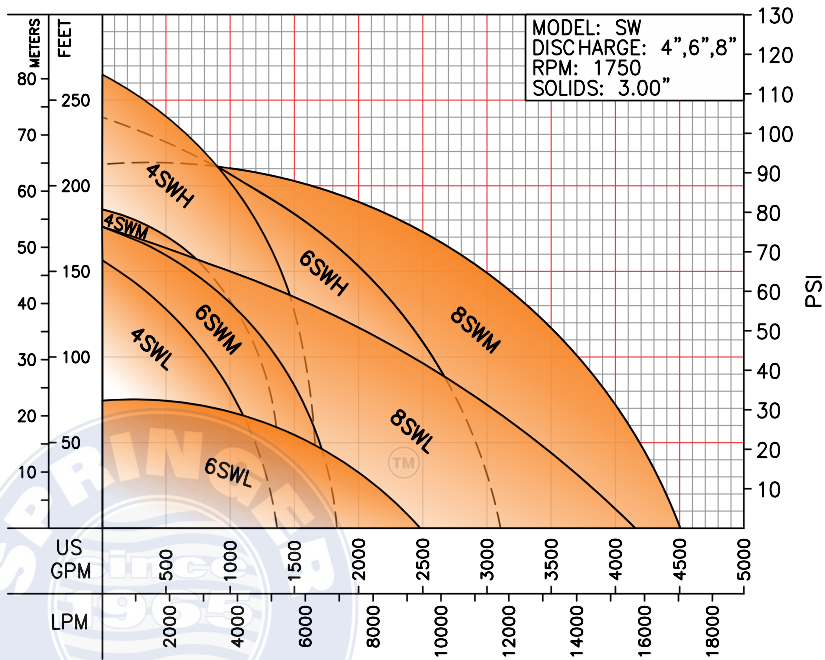 METERS
FEET
80
70
60
50
40
30
20
10
250
200
150
100
50
MODEL: SW
DISCHARGE: 4”,6”,8”
RPM: 1750
SOLIDS: 3.00”
130
120
110
100
90
80
70
60
50
40
30
20
10
PSI
4SWH
4SWM
6SWH
8SWM
6SWM
4SWL
8SWL
6SWL
TM
SPRINGER
since
1965
US
GPM
500
1000
1500
2000
2500
3000
3500
4000
4500
5000
LPM
2000
4000
6000
8000
10000
12000
14000
16000
18000